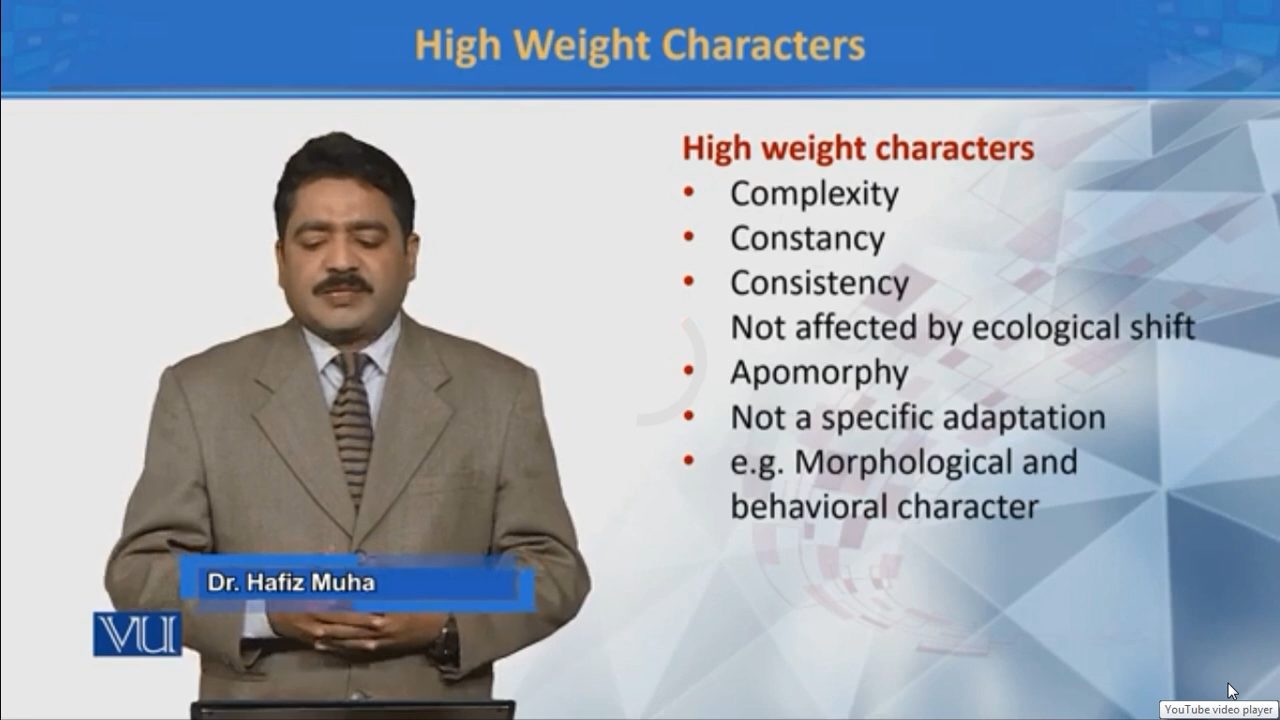 High Weight Characters
High weight characters
• Complexity
• Constancy
• Consistency
Not affected by ecological shift
• Apomorphy
• Not a specific adaptation
• e.g. Morphological and
behavioral character
Dr. Hafiz Muha
VU
YouTube video player